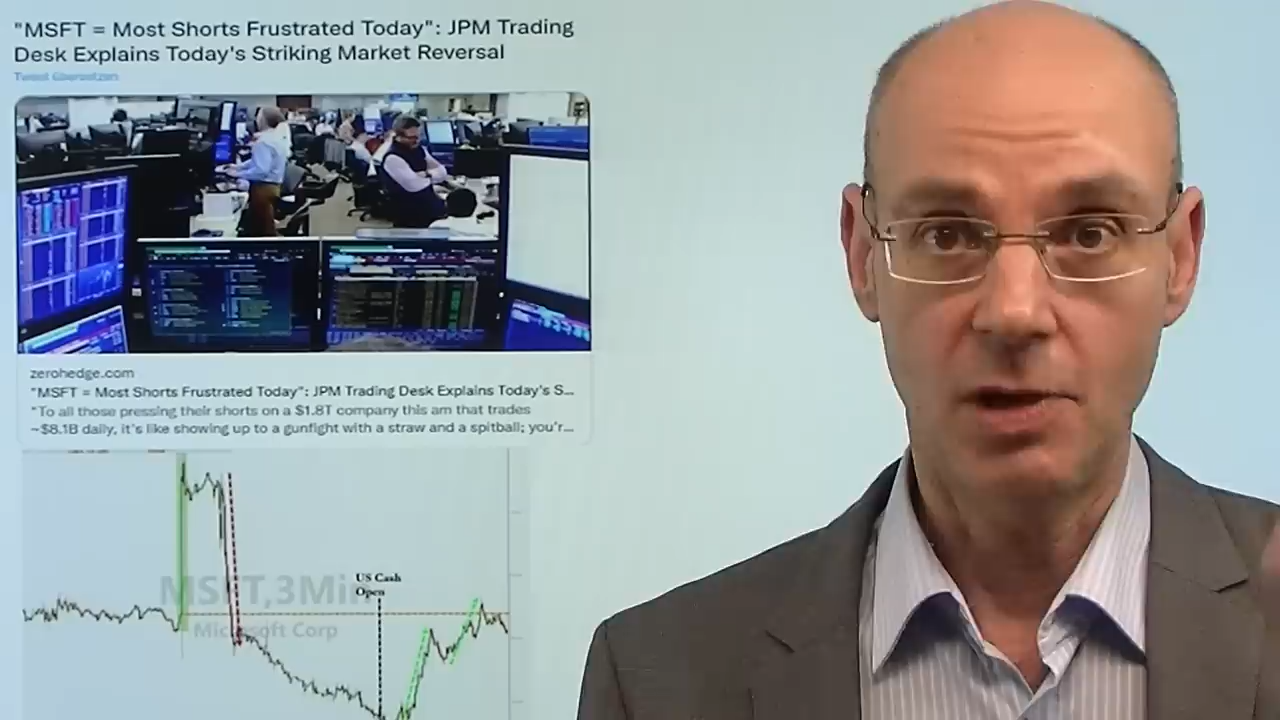 "MSFT = Most Shorts Frustrated Today": JPM Trading
Desk Explains Today's Striking Market Reversal
Tweet übersetzen
zerohedge.com
"MSFT = Most Shorts Frustrated Today": JPM Trading Desk Explains Today's S...
"To all those pressing their shorts on a $1.8T company this am that trades
~$8.1B daily, it's like showing up to a gunfight with a straw and a spitball; you'r...
MSFT,3Min
US Cash
Open
Microsoft Corp